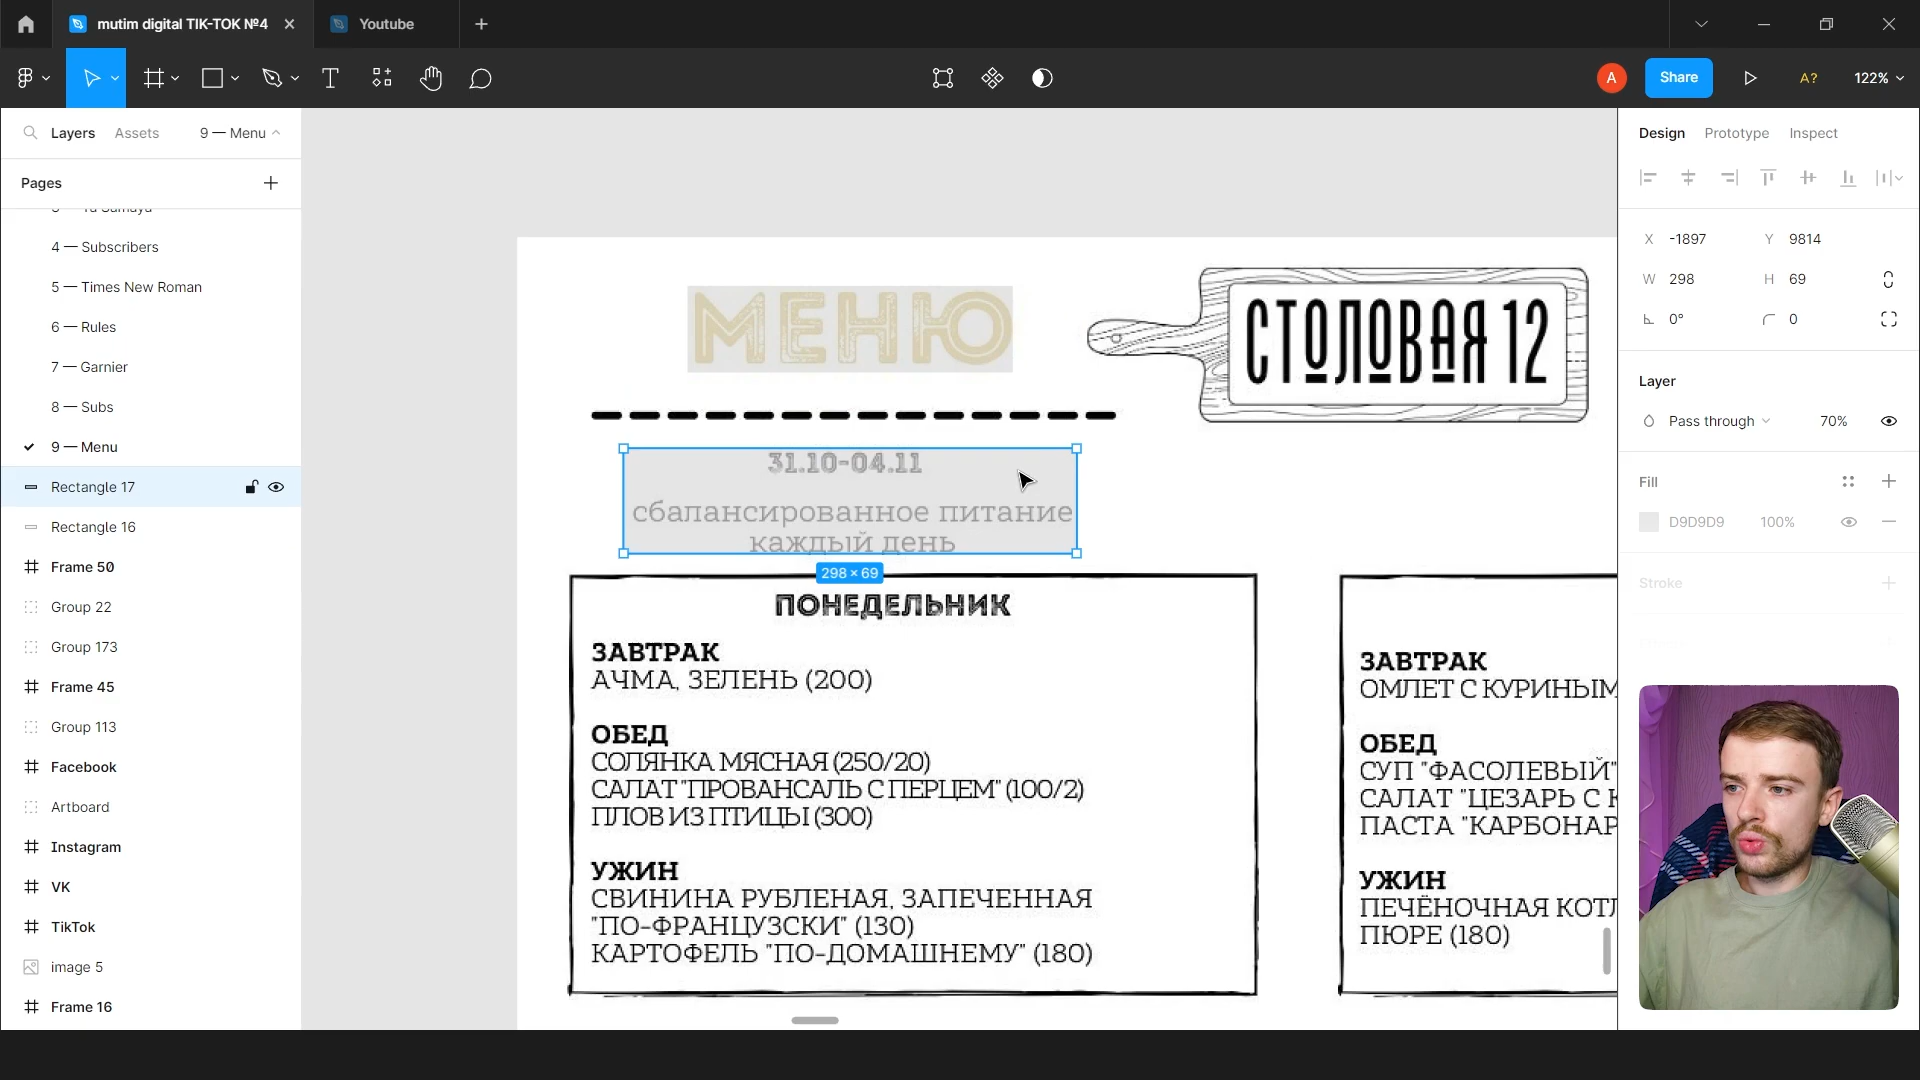 mutim digital TIK-TOK №4
Youtube
A
Share
A?
122%
Layers
Assets
9 — Menu
Design
Prototype
Inspect
Pages
4 — Subscribers
5 — Times New Roman
6 — Rules
7 — Garnier
8 — Subs
9 — Menu
Rectangle 17
Rectangle 16
Frame 50
Group 22
Group 173
Frame 45
Group 113
Facebook
Artboard
Instagram
VK
TikTok
image 5
Frame 16
МЕНЮ
СТОЛОВАЯ 12
31.10-04.11
сбалансированное питание
каждый день
298 × 69
ПОНЕДЕЛЬНИК
ЗАВТРАК
АЧМА, ЗЕЛЕНЬ (200)
ОБЕД
СОЛЯНКА МЯСНАЯ (250/20)
САЛАТ "ПРОВАНСАЛЬ С ПЕРЦЕМ" (100/2)
ПЛОВ ИЗ ПТИЦЫ (300)
УЖИН
СВИНИНА РУБЛЕНАЯ, ЗАПЕЧЕННАЯ
"ПО-ФРАНЦУЗСКИ" (130)
КАРТОФЕЛЬ "ПО-ДОМАШНЕМУ" (180)
ЗАВТРАК
ОМЛЕТ С КУРИНЫМ
ОБЕД
СУП "ФАСОЛЕВЫЙ"
САЛАТ "ЦЕЗАРЬ С
ПАСТА "КАРБОНАР
УЖИН
ПЕЧЁНОЧНАЯ КОТЛ
ПЮРЕ (180)
X -1897
Y 9814
W 298
H 69
0°
0
Layer
Pass through
70%
Fill
D9D9D9
100%
Stroke